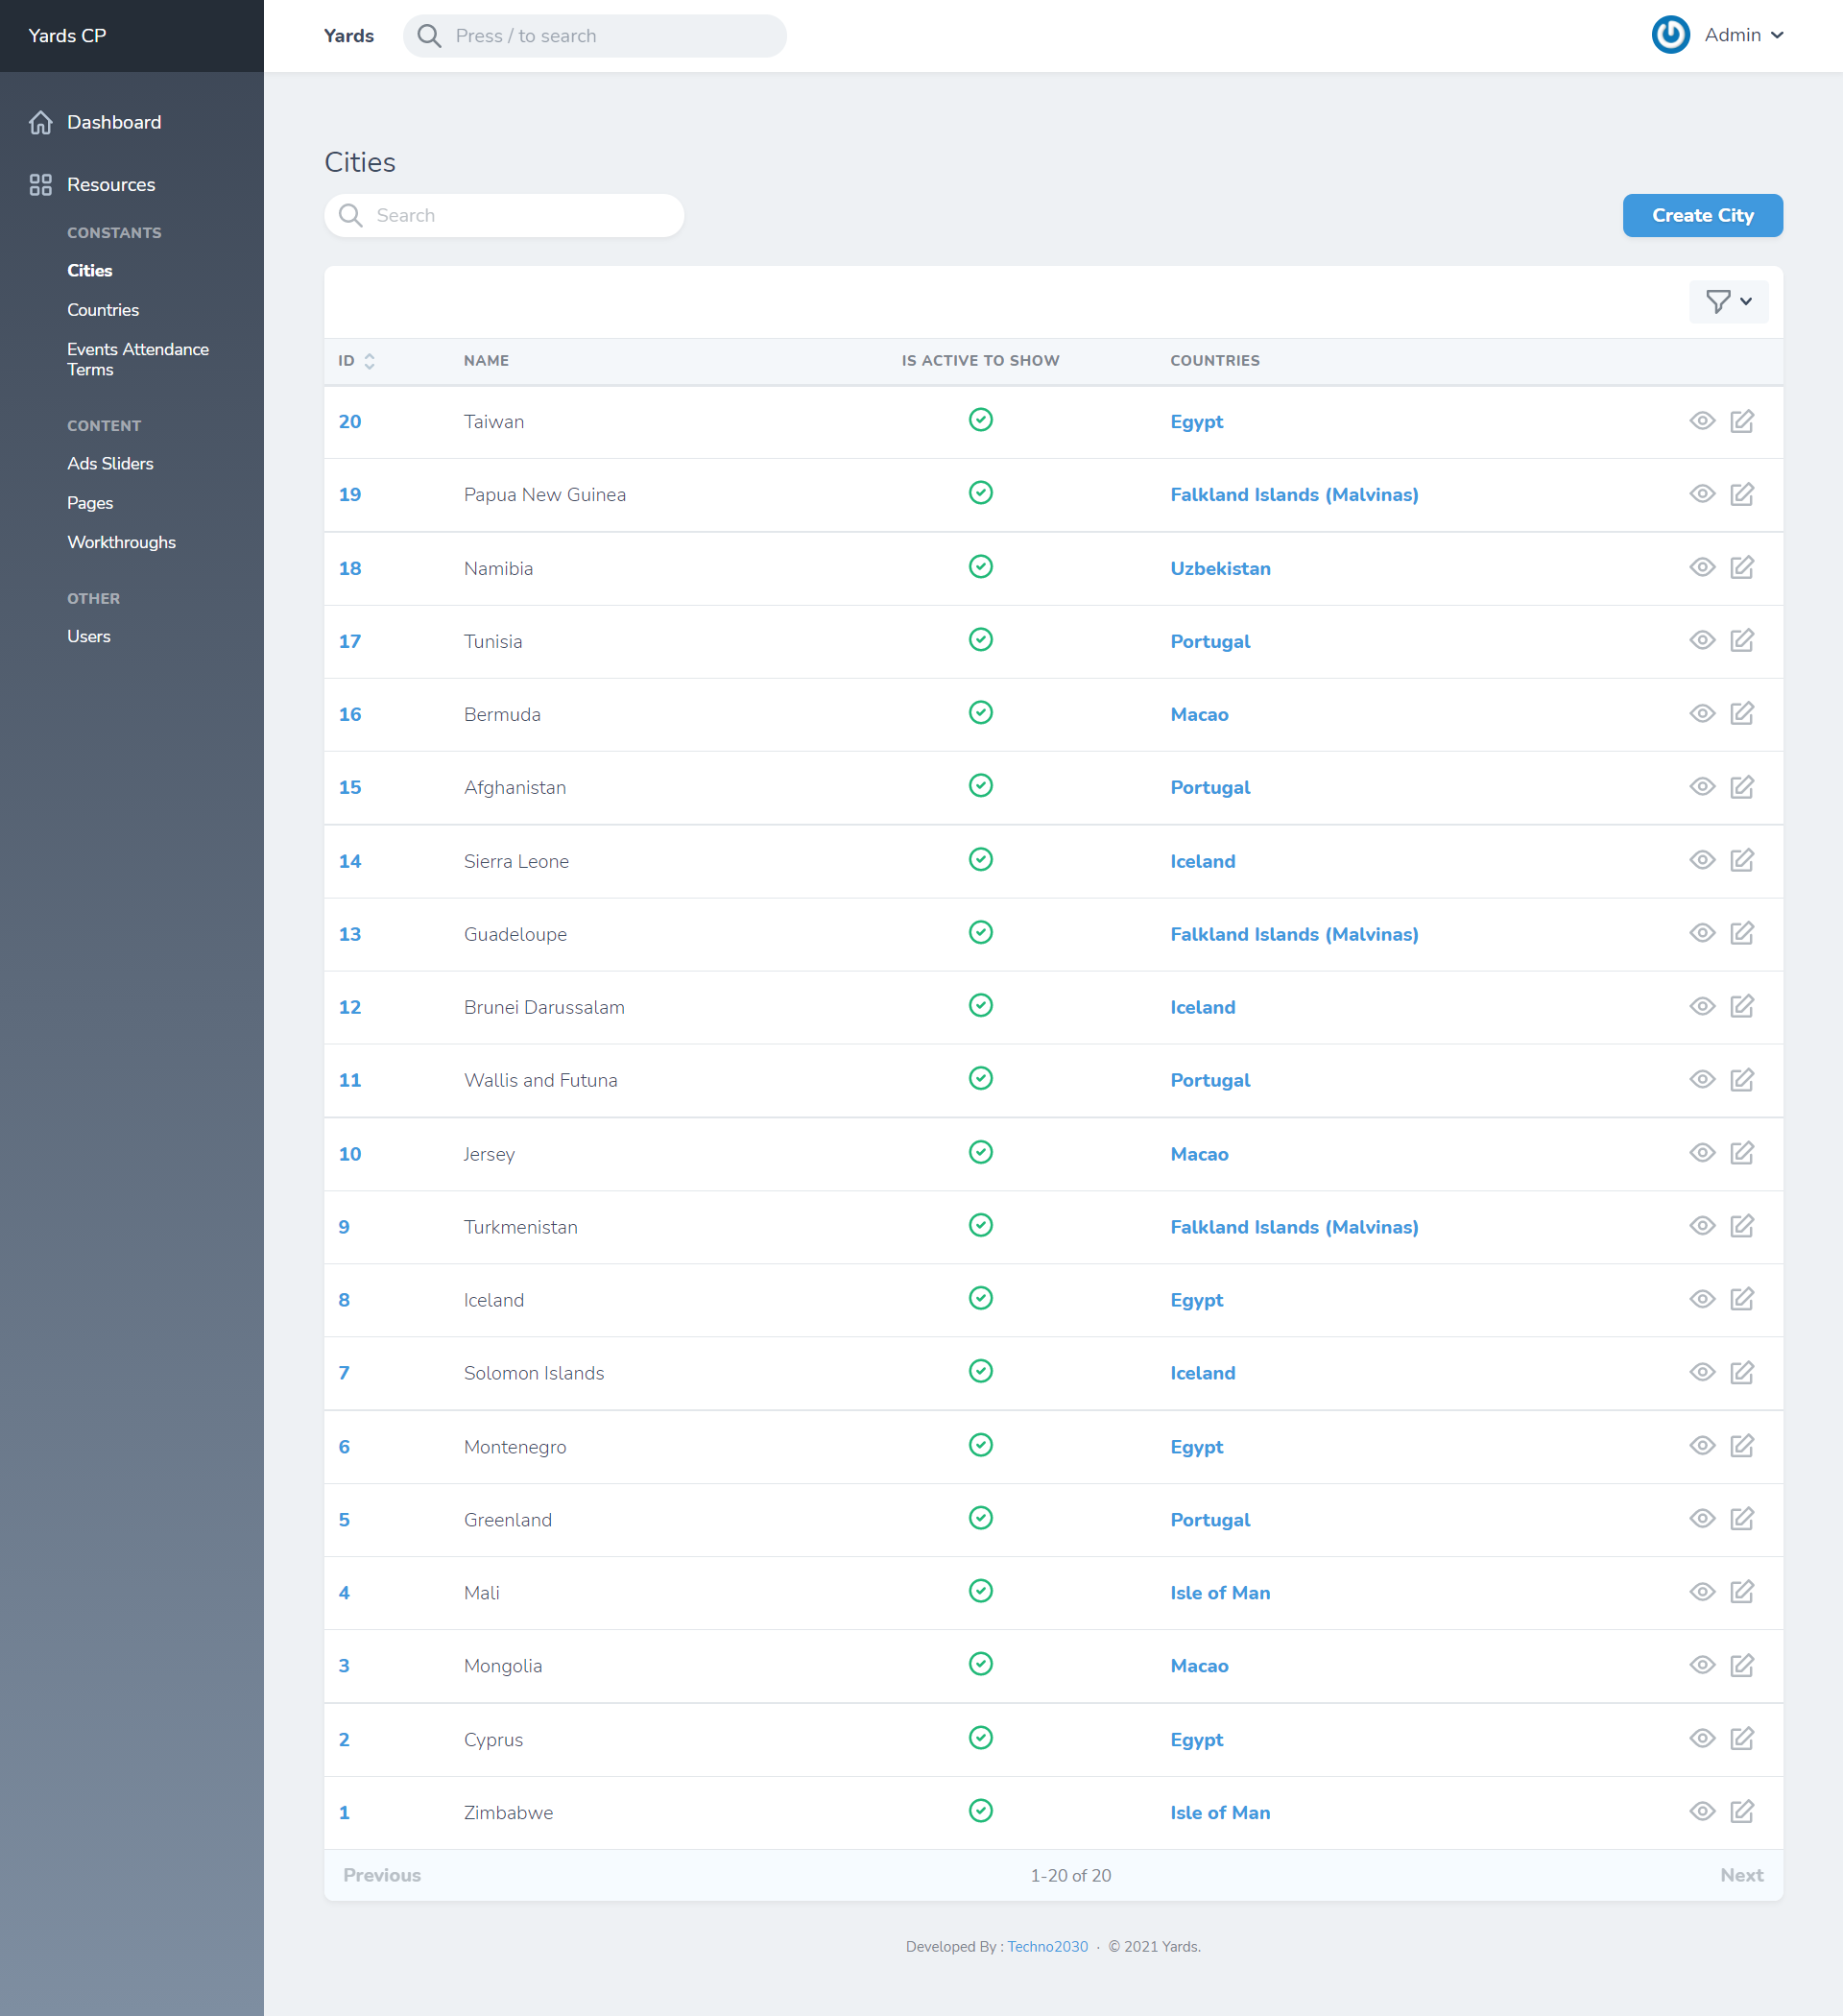 Yards CP
Yards
Press / to search
Admin
Dashboard
Resources
CONSTANTS
Cities
Countries
Events Attendance
Terms
CONTENT
Ads Sliders
Pages
Workthroughs
OTHER
Users
Cities
Search
Create City
ID NAME IS ACTIVE TO SHOW COUNTRIES
20 Taiwan Egypt
19 Papua New Guinea Falkland Islands (Malvinas)
18 Namibia Uzbekistan
17 Tunisia Portugal
16 Bermuda Macao
15 Afghanistan Portugal
14 Sierra Leone Iceland
13 Guadeloupe Falkland Islands (Malvinas)
12 Brunei Darussalam Iceland
11 Wallis and Futuna Portugal
10 Jersey Macao
9 Turkmenistan Falkland Islands (Malvinas)
8 Iceland Egypt
7 Solomon Islands Iceland
6 Montenegro Egypt
5 Greenland Portugal
4 Mali Isle of Man
3 Mongolia Macao
2 Cyprus Egypt
1 Zimbabwe Isle of Man
Previous 1-20 of 20 Next
Developed By : Techno2030 · © 2021 Yards.